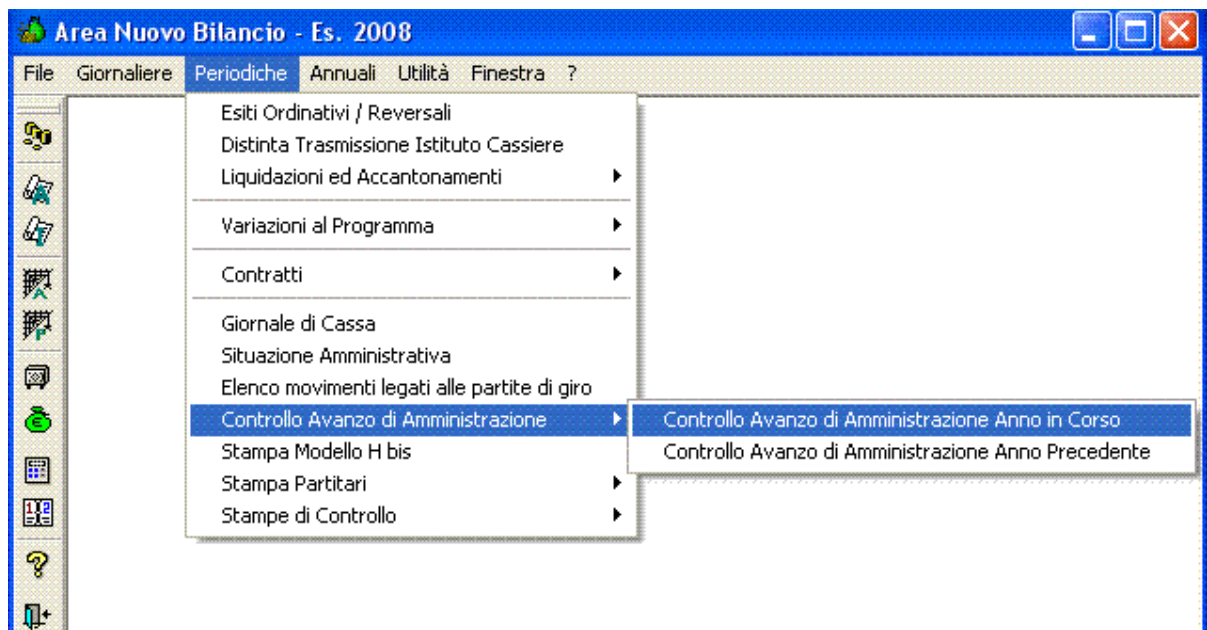 Area Nuovo Bilancio - Es. 2008
File Giornaliere Periodiche Annuali Utilità Finestra ?
Esiti Ordinativi / Reversali
Distinta Trasmissione Istituto Cassiere
Liquidazioni ed Accantonamenti
Variazioni al Programma
Contratti
Giornale di Cassa
Situazione Amministrativa
Elenco movimenti legati alle partite di giro
Controllo Avanzo di Amministrazione
Controllo Avanzo di Amministrazione Anno in Corso
Stampa Modello H bis
Controllo Avanzo di Amministrazione Anno Precedente
Stampa Partitari
Stampe di Controllo